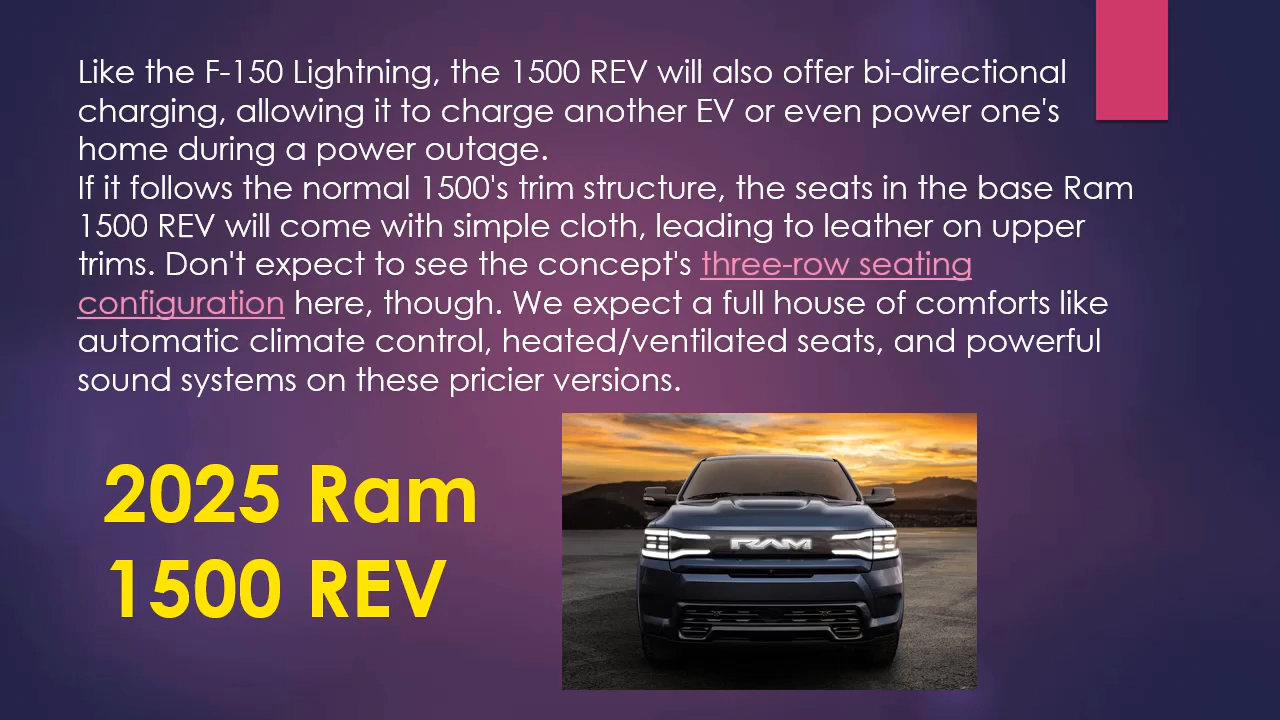 Like the F-150 Lightning, the 1500 REV will also offer bi-directional
charging, allowing it to charge another EV or even power one's
home during a power outage.
If it follows the normal 1500's trim structure, the seats in the base Ram
1500 REV will come with simple cloth, leading to leather on upper
trims. Don't expect to see the concept's three-row seating
configuration here, though. We expect a full house of comforts like
automatic climate control, heated/ventilated seats, and powerful
sound systems on these pricier versions.
2025 Ram
1500 REV
RAM